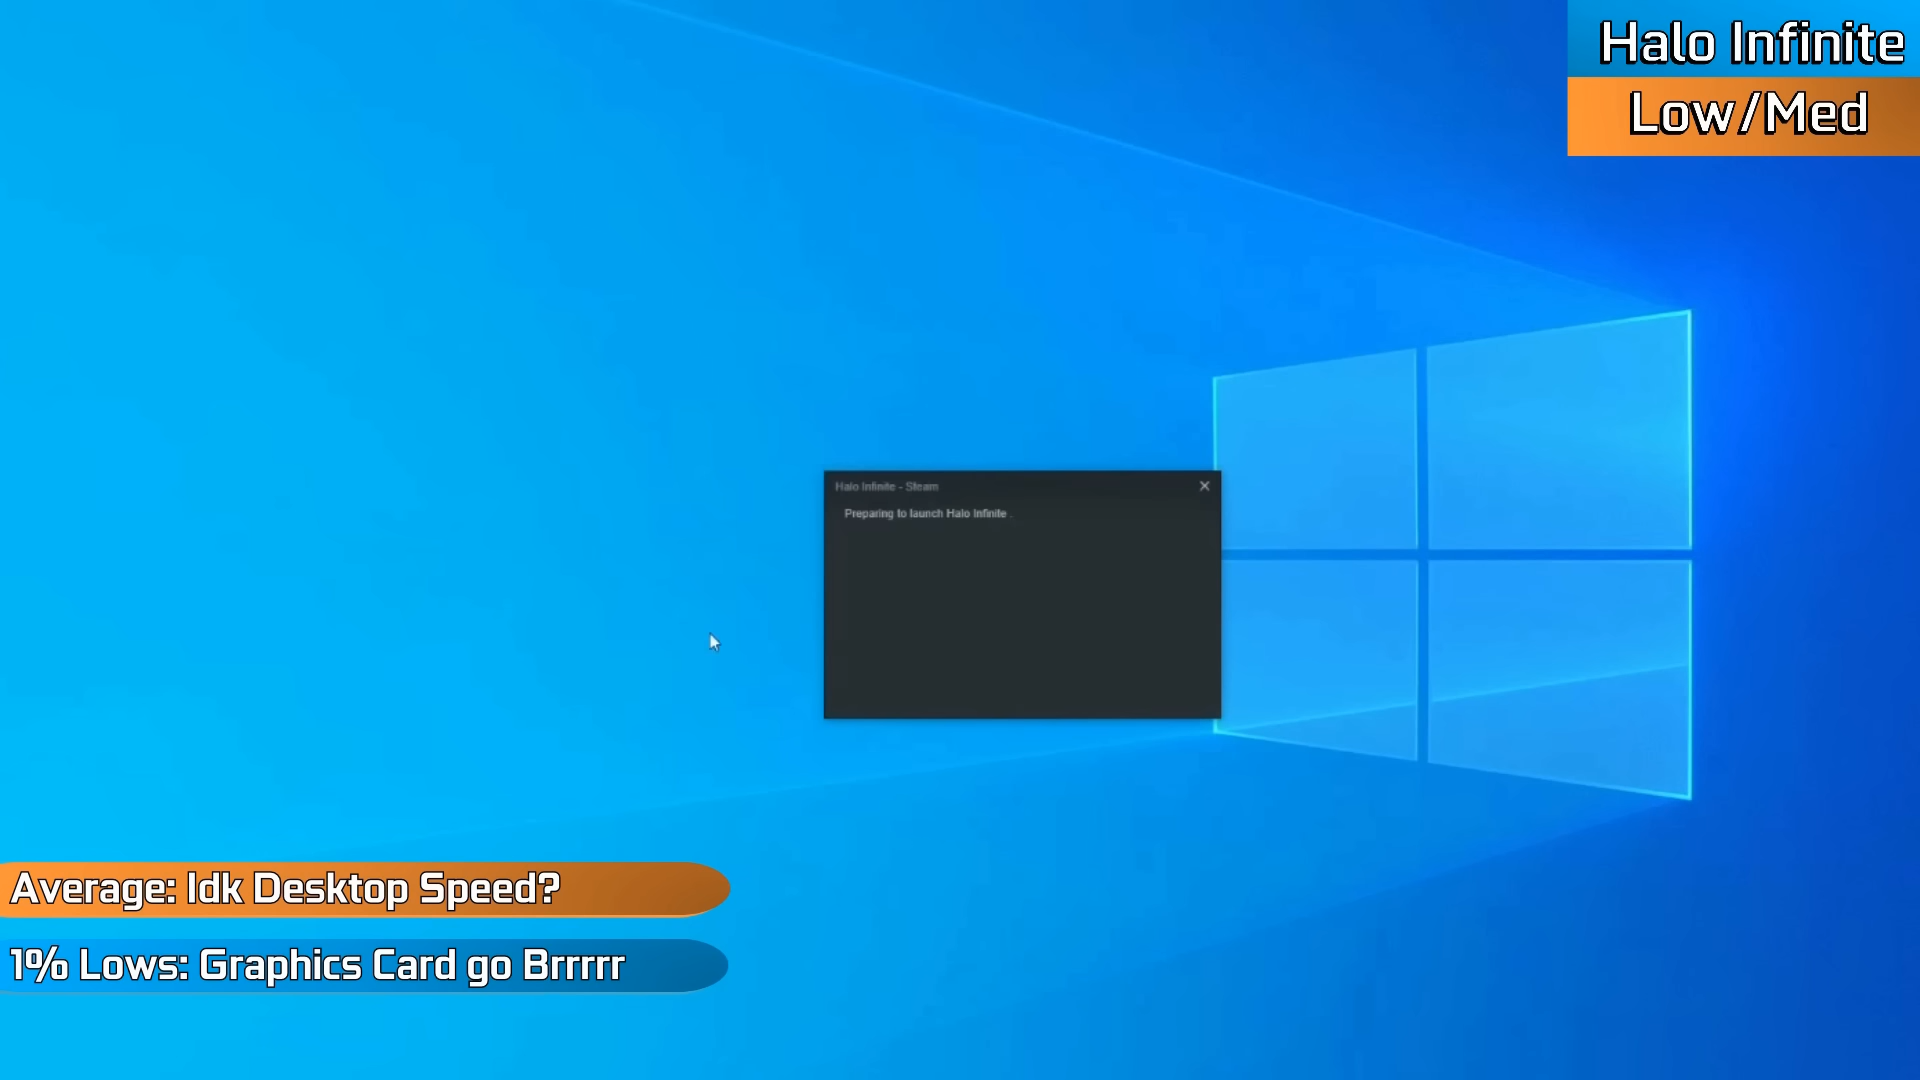 Halo Infinite
Low/Med
Halo Infinite - Steam
Preparing to launch Halo Infinite .
Average: Idk Desktop Speed?
1% Lows: Graphics Card go Brrrrr